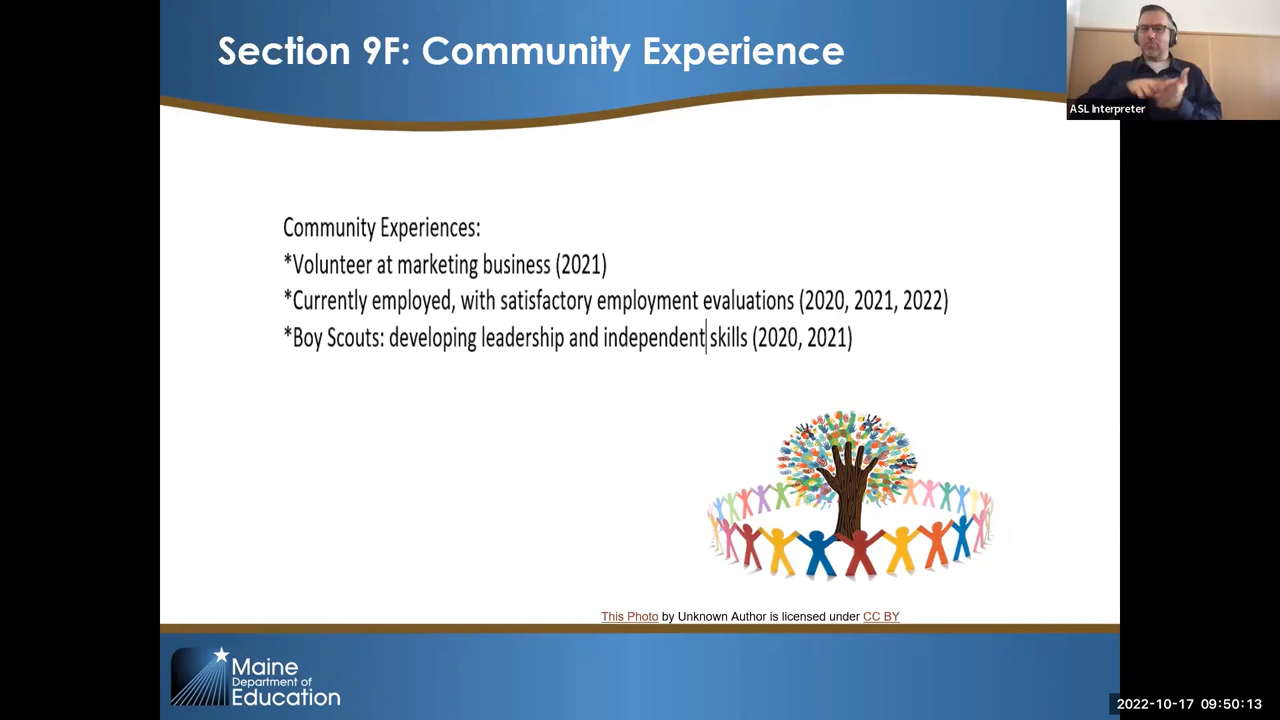 Section 9F: Community Experience
ASL Interpreter
Community Experiences:
*Volunteer at marketing business (2021)
*Currently employed, with satisfactory employment evaluations (2020, 2021, 2022)
*Boy Scouts: developing leadership and independent skills (2020, 2021)
This Photo by Unknown Author is licensed under CC BY
Maine
Department of
Education
2022-10-17 09:50:13